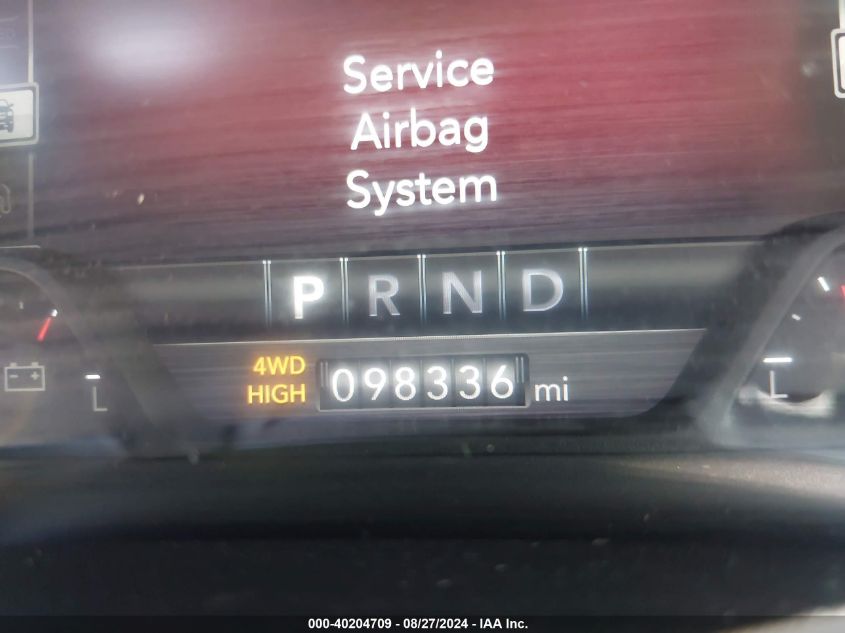 Service
Airbag
System
P R N D
4WD
HIGH
098336 mi
L
L
000-40204709 - 08/27/2024 - IAA Inc.